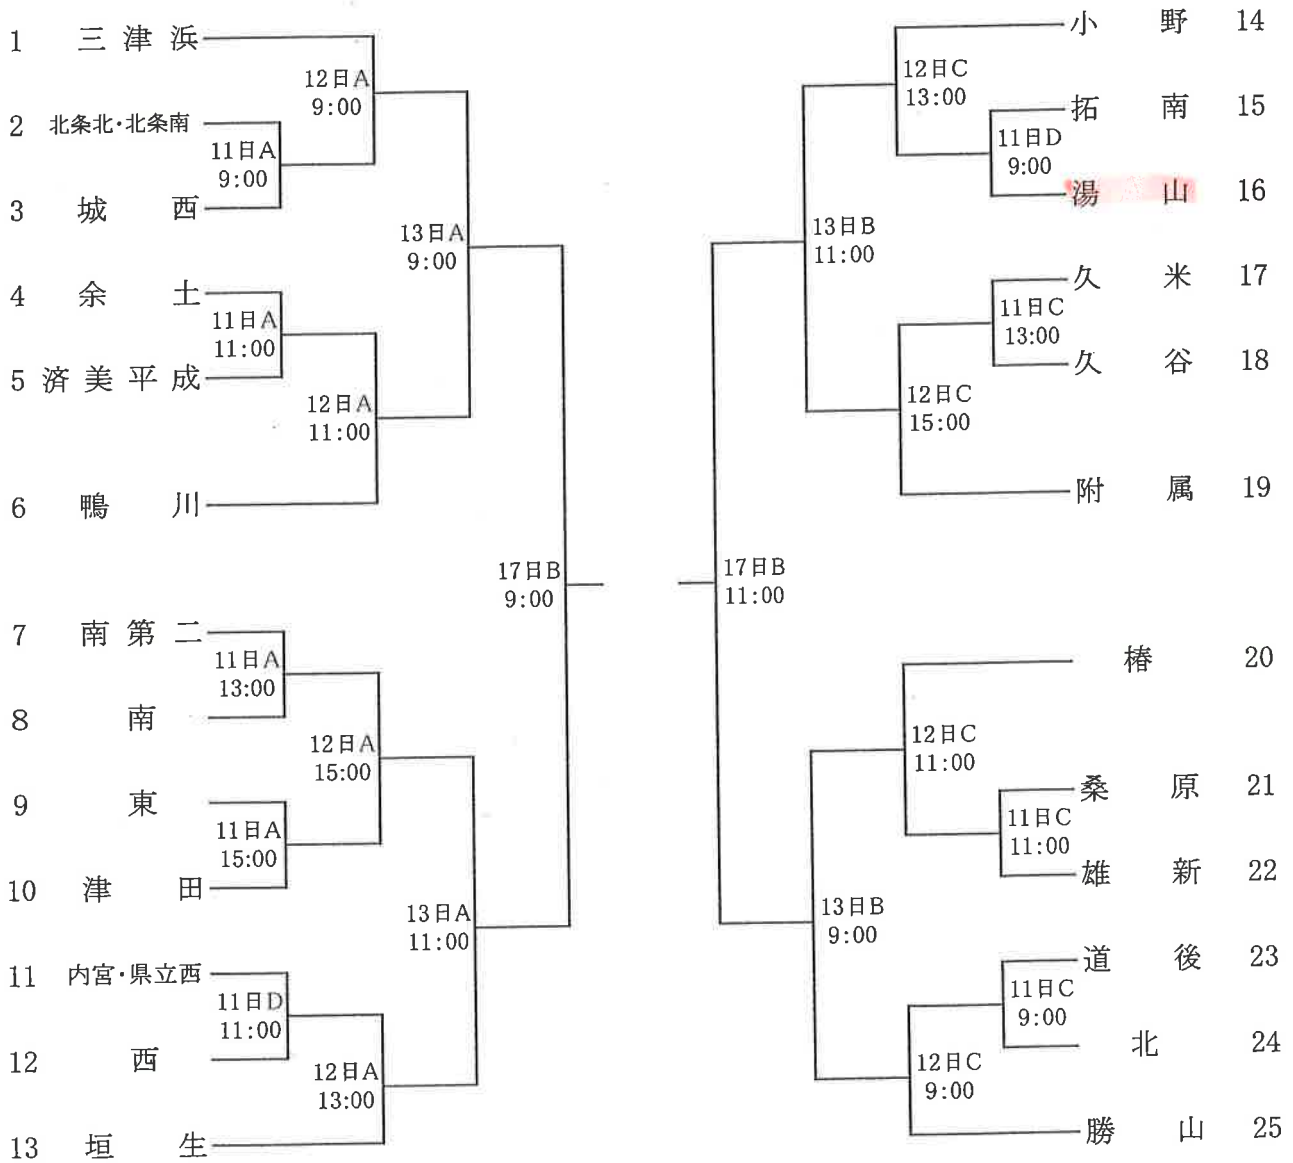 1 三津浜
12日A
9:00
2 北条北・北条南
11日A
9:00
3 城西
13日A
9:00
4 余土
11日A
11:00
5 済美平成
12日A
11:00
6 鴨川
17日B
9:00
7 南第二
11日A
13:00
8 南
12日A
15:00
9 東
11日A
15:00
10 津田
13日A
11:00
11 内宮・県立西
11日D
11:00
12 西
12日A
13:00
13 垣生
小野 14
12日C
13:00
拓南 15
11日D
9:00
湯山 16
13日B
11:00
久米 17
11日C
13:00
久谷 18
12日C
15:00
附属 19
17日B
11:00
椿 20
12日C
11:00
桑原 21
11日C
11:00
雄新 22
13日B
9:00
道後 23
11日C
9:00
北 24
12日C
9:00
勝山 25